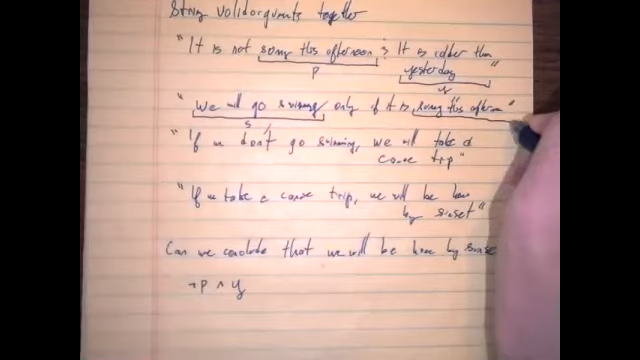 String valid arguments together
"It is not sunny this afternoon & It is colder than
yesterday"
p
y
"We will go swimming only if it is sunny this afternoon"
s
"If we don't go swimming, we will take a
canoe trip"
"If we take a canoe trip, we will be home
by sunset"
Can we conclude that we will be home by sunset
¬p ∧ y